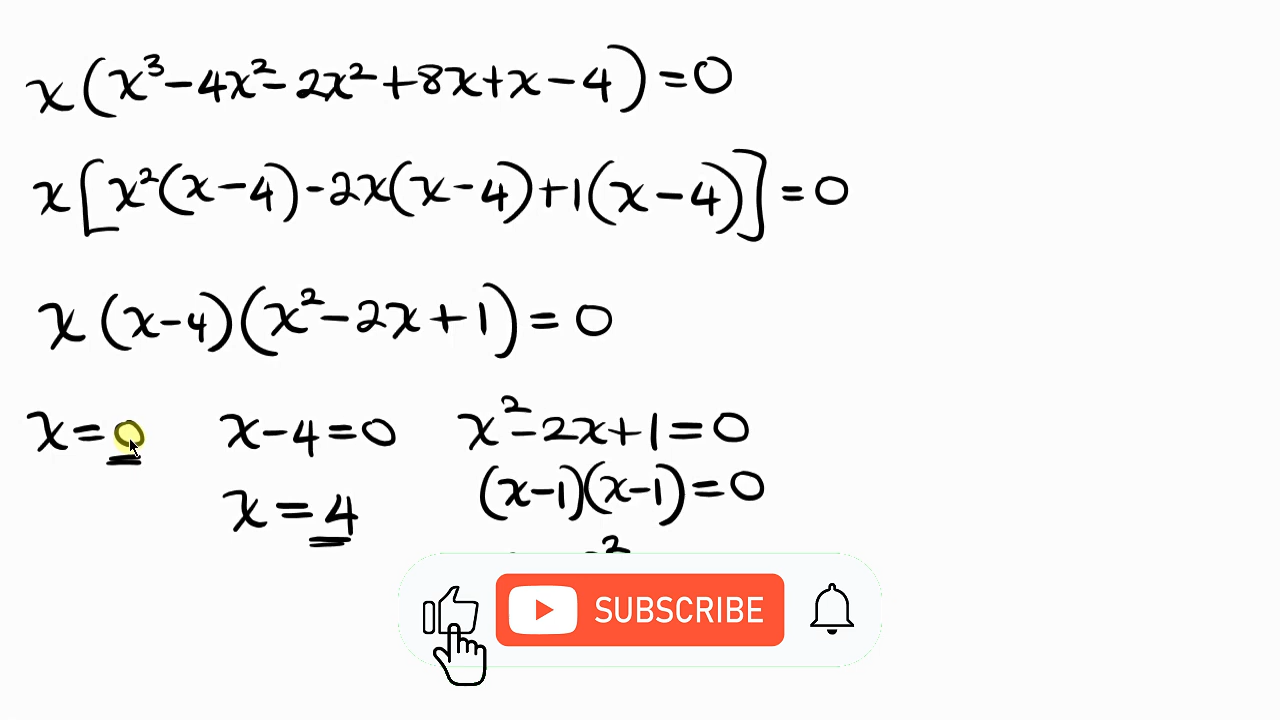 x(x³-4x²-2x²+8x+x-4)=0
x[x²(x-4)-2x(x-4)+1(x-4)]=0
x(x-4)(x²-2x+1)=0
x=0 x-4=0 x²-2x+1=0
x=4 (x-1)(x-1)=0
2
SUBSCRIBE